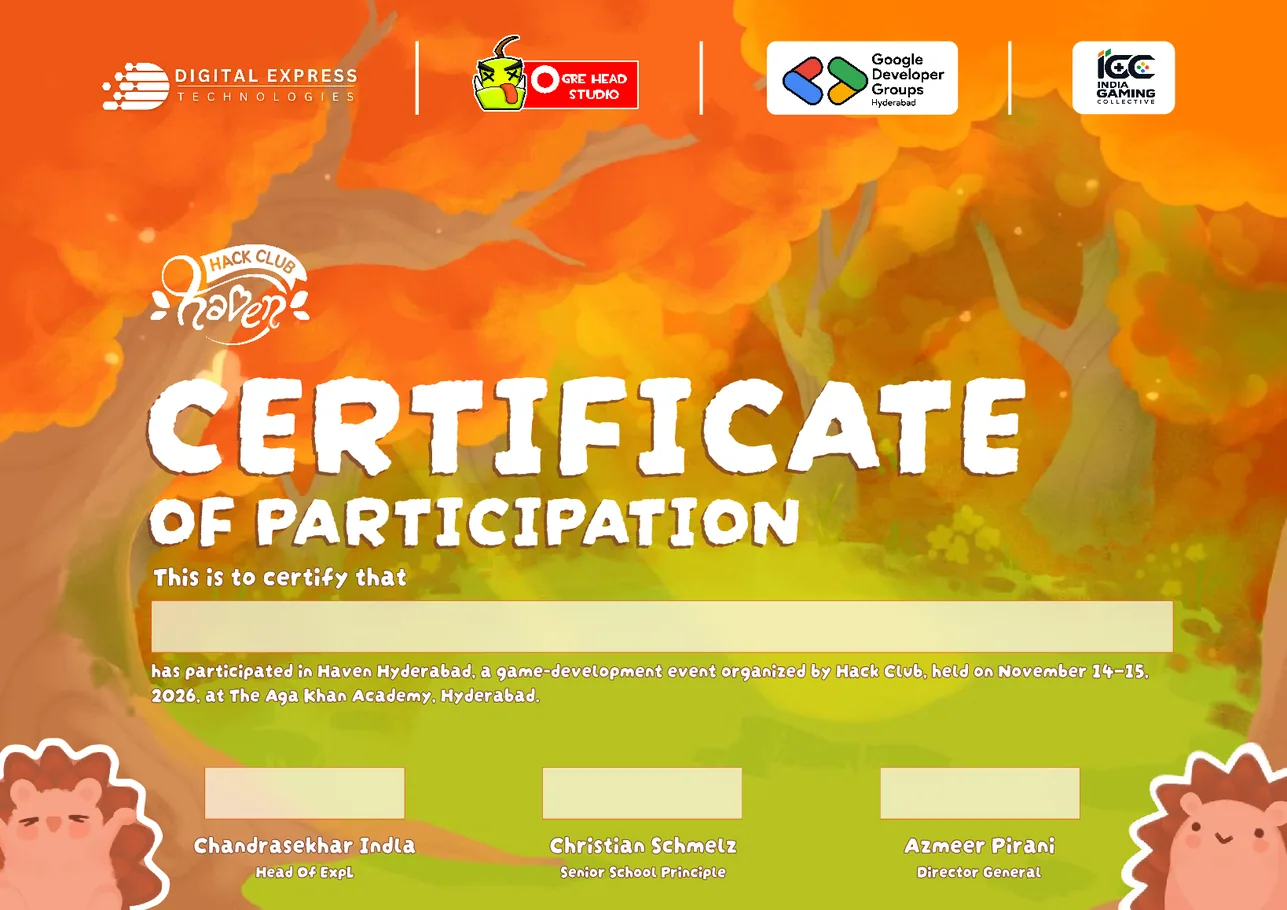 DIGITAL EXPRESS
TECHNOLOGIES
OGRE HEAD
STUDIO
Google
Developer
Groups
Hyderabad
IGC
INDIA
GAMING
COLLECTIVE
HACK CLUB
haven
CERTIFICATE
OF PARTICIPATION
This is to certify that
has participated in Haven Hyderabad, a game-development event organized by Hack Club, held on November 14–15,
2026, at The Aga Khan Academy, Hyderabad.
Chandrasekhar Indla
Head Of ExpL
Christian Schmelz
Senior School Principle
Azmeer Pirani
Director General